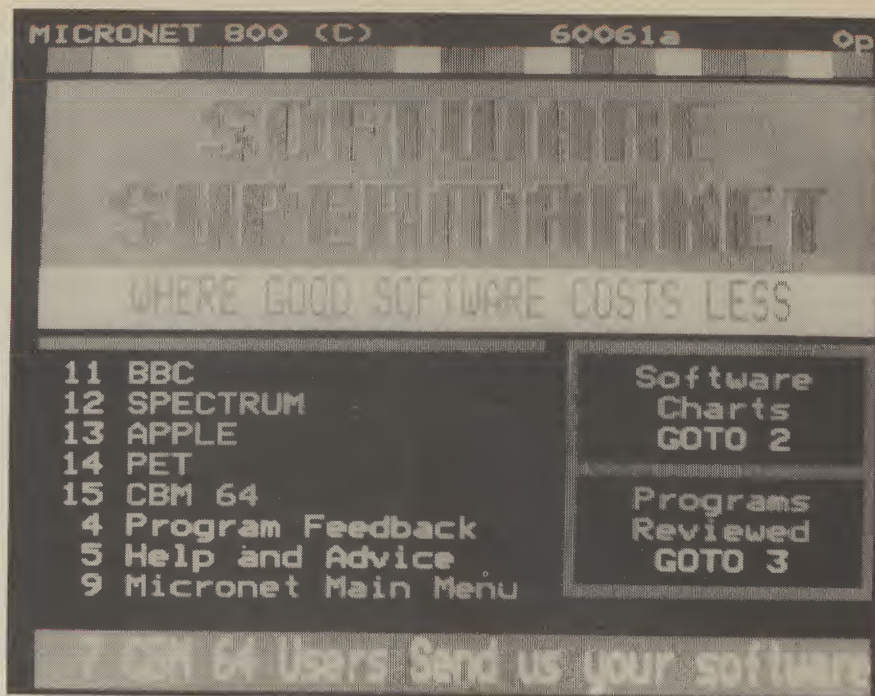 MICRONET 800 (C) 60061a 0p
SOFTWARE
SUPERMARKET
WHERE GOOD SOFTWARE COSTS LESS
11 BBC
12 SPECTRUM
13 APPLE
14 PET
15 CBM 64
4 Program Feedback
5 Help and Advice
9 Micronet Main Menu
Software
Charts
GOTO 2
Programs
Reviewed
GOTO 3
7 CBM 64 Users Send us your software